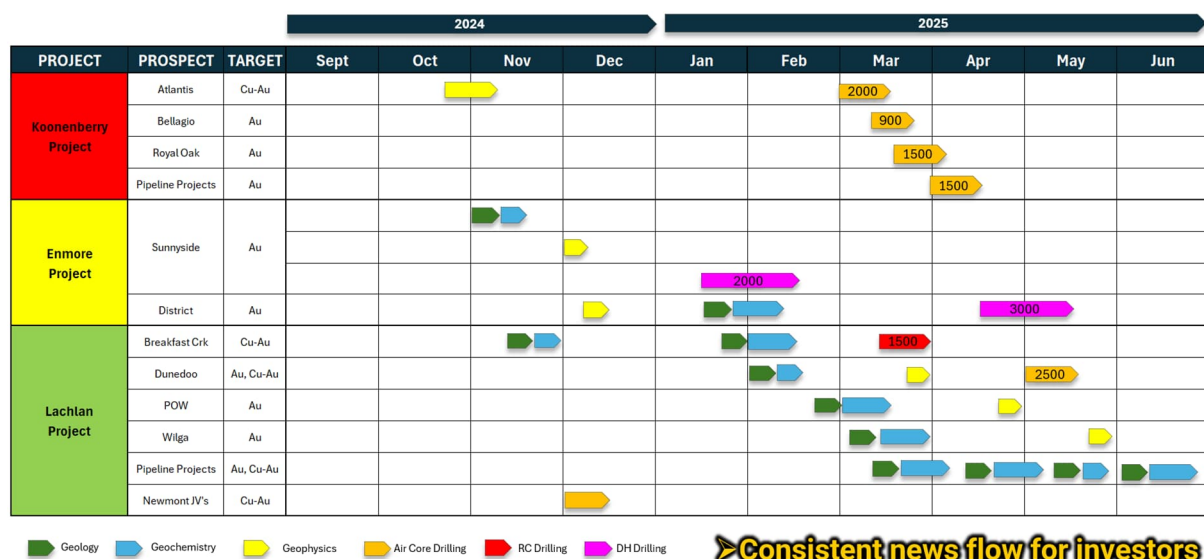 2024 2025
PROJECT PROSPECT TARGET Sept Oct Nov Dec Jan Feb Mar Apr May Jun
Koonenberry
Project
Atlantis Cu-Au 2000
Bellagio Au 900
Royal Oak Au 1500
Pipeline Projects Au 1500
Enmore
Project
Sunnyside Au
2000
District Au 3000
Lachlan
Project
Breakfast Crk Cu-Au 1500
Dunedoo Au, Cu-Au 2500
POW Au
Wilga Au
Pipeline Projects Au, Cu-Au
Newmont JV's Cu-Au
Geology Geochemistry Geophysics Air Core Drilling RC Drilling DH Drilling
➢Consistent news flow for investors